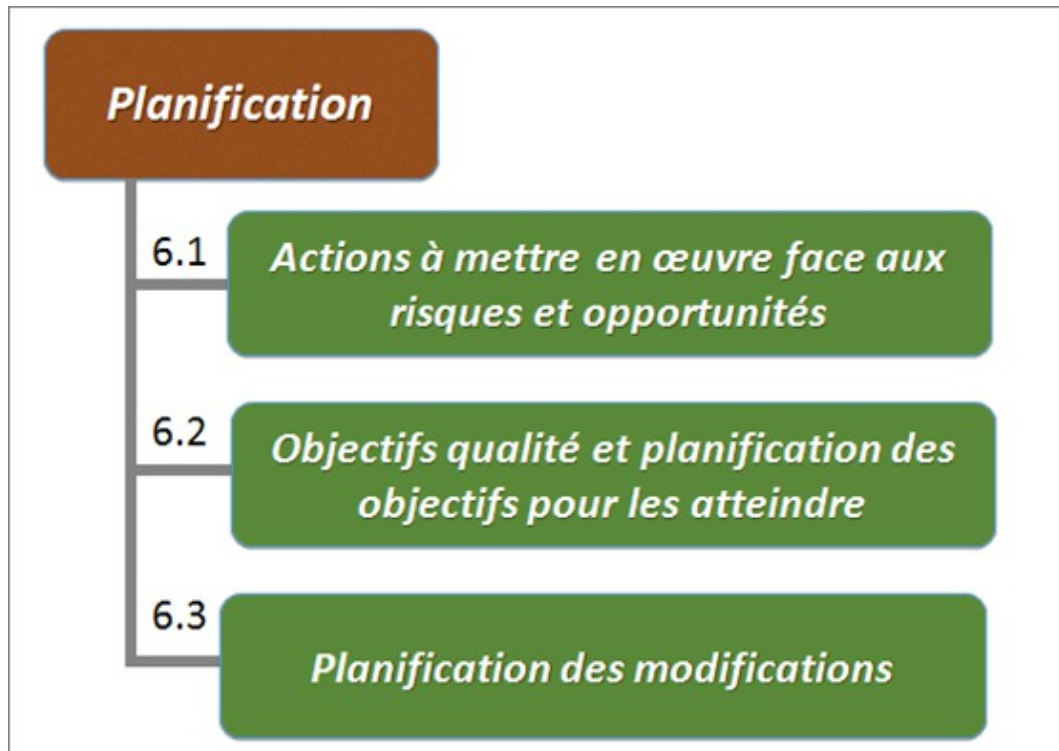 Planification
6.1
Actions à mettre en œuvre face aux
risques et opportunités
6.2
Objectifs qualité et planification des
objectifs pour les atteindre
6.3
Planification des modifications